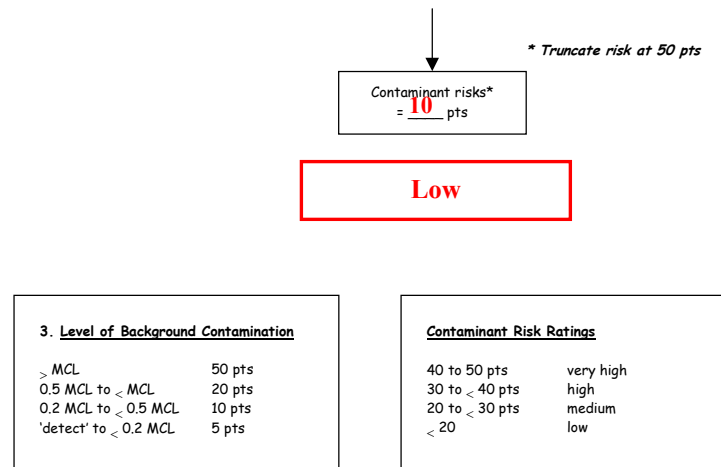 * Truncate risk at 50 pts
Contaminant risks*
= 10 pts
Low
3. Level of Background Contamination
> MCL 50 pts
0.5 MCL to < MCL 20 pts
0.2 MCL to < 0.5 MCL 10 pts
‘detect’ to < 0.2 MCL 5 pts
Contaminant Risk Ratings
40 to 50 pts very high
30 to < 40 pts high
20 to < 30 pts medium
< 20 low